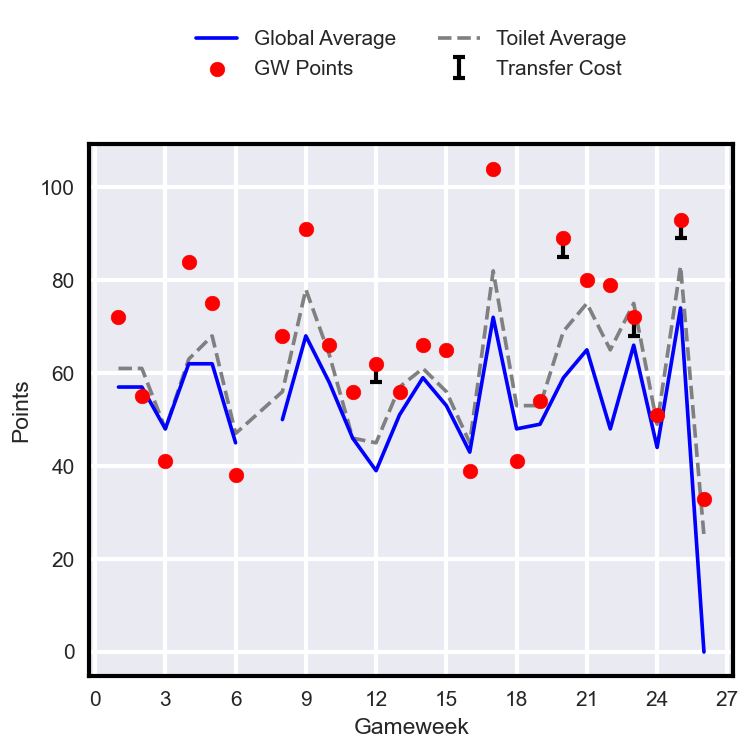 Global Average
Toilet Average
GW Points
Transfer Cost
100
80
60
40
20
0
Points
0 3 6 9 12 15 18 21 24 27
Gameweek